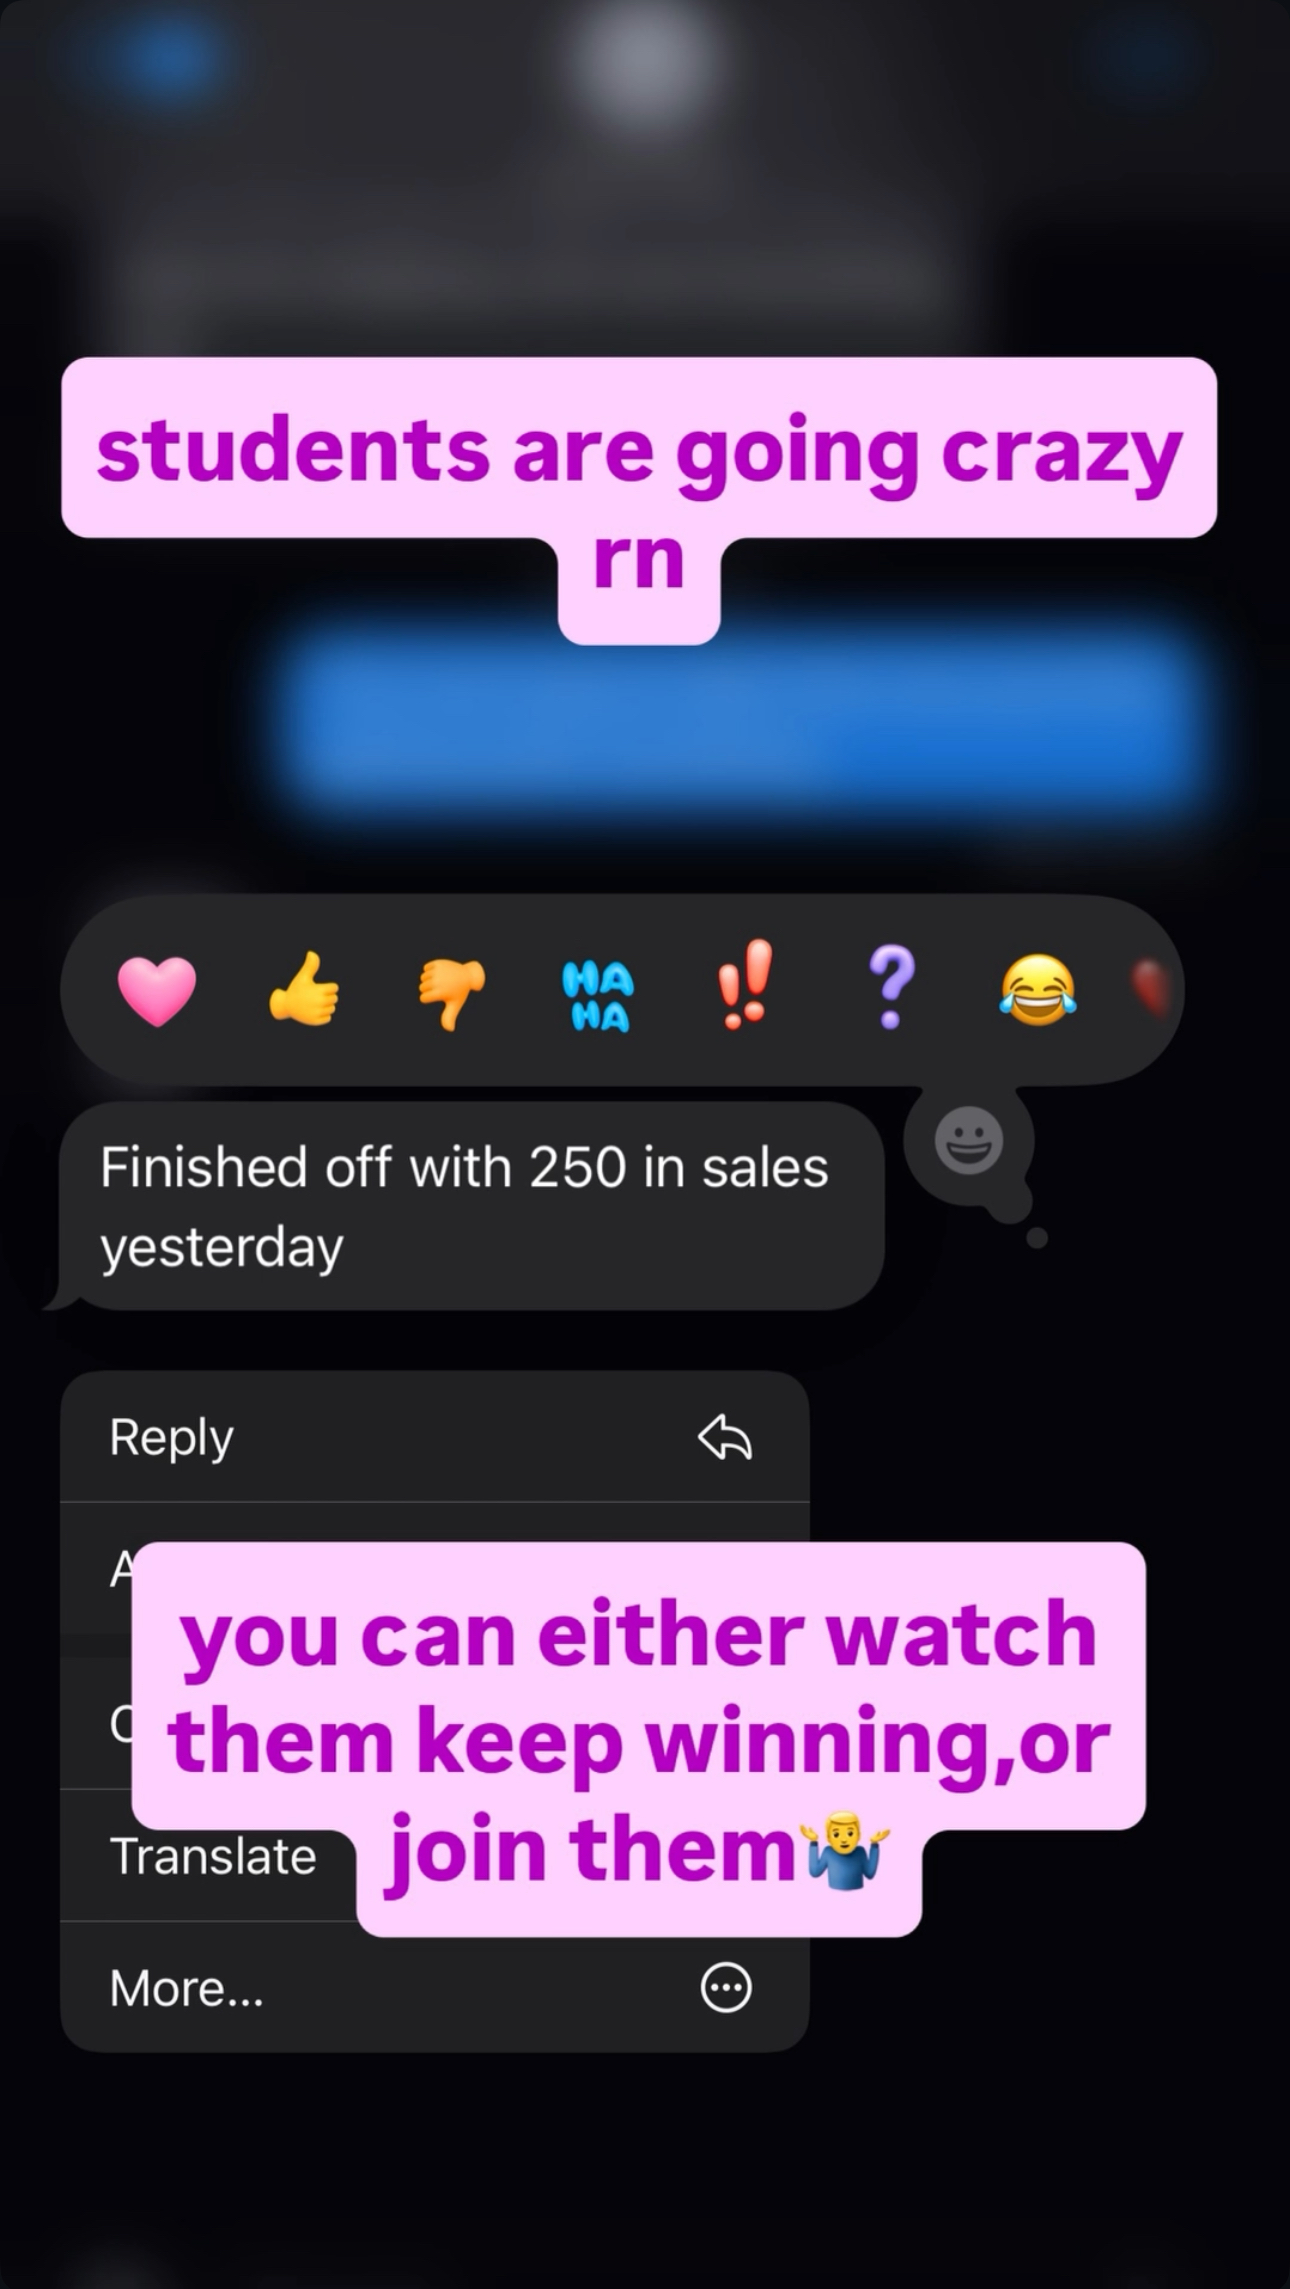 students are going crazy
rn
HA
HA
Finished off with 250 in sales
yesterday
Reply
you can either watch
them keep winning,or
join them🤷‍♂️
Translate
More...